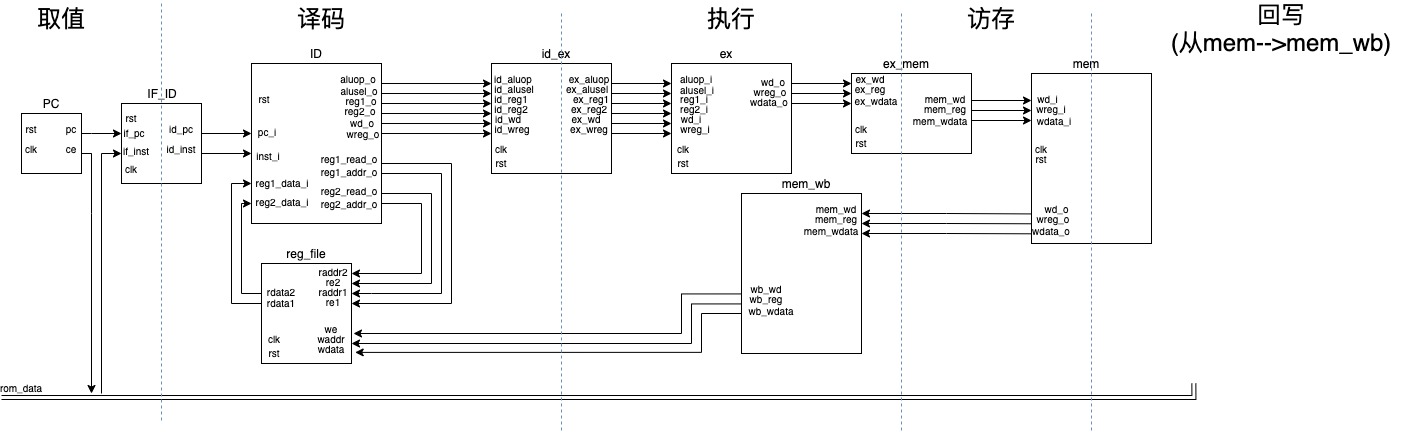 取值
译码
执行
访存
回写
(从mem-->mem_wb)
PC
rst
clk
pc
ce
IF_ID
rst
if_pc
if_inst
clk
id_pc
id_inst
ID
rst
pc_i
inst_i
reg1_data_i
reg2_data_i
aluop_o
alusel_o
reg1_o
reg2_o
wd_o
wreg_o
reg1_read_o
reg1_addr_o
reg2_read_o
reg2_addr_o
reg_file
rdata2
rdata1
clk
rst
raddr2
re2
raddr1
re1
we
waddr
wdata
id_ex
id_aluop
id_alusel
id_reg1
id_reg2
id_wd
id_wreg
clk
rst
ex_aluop
ex_alusel
ex_reg1
ex_reg2
ex_wd
ex_wreg
ex
aluop_i
alusel_i
reg1_i
reg2_i
wd_i
wreg_i
clk
rst
wd_o
wreg_o
wdata_o
ex_mem
ex_wd
ex_reg
ex_wdata
clk
rst
mem_wd
mem_reg
mem_wdata
mem
wd_i
wreg_i
wdata_i
clk
rst
wd_o
wreg_o
wdata_o
mem_wb
mem_wd
mem_reg
mem_wdata
wb_wd
wb_reg
wb_wdata
rom_data